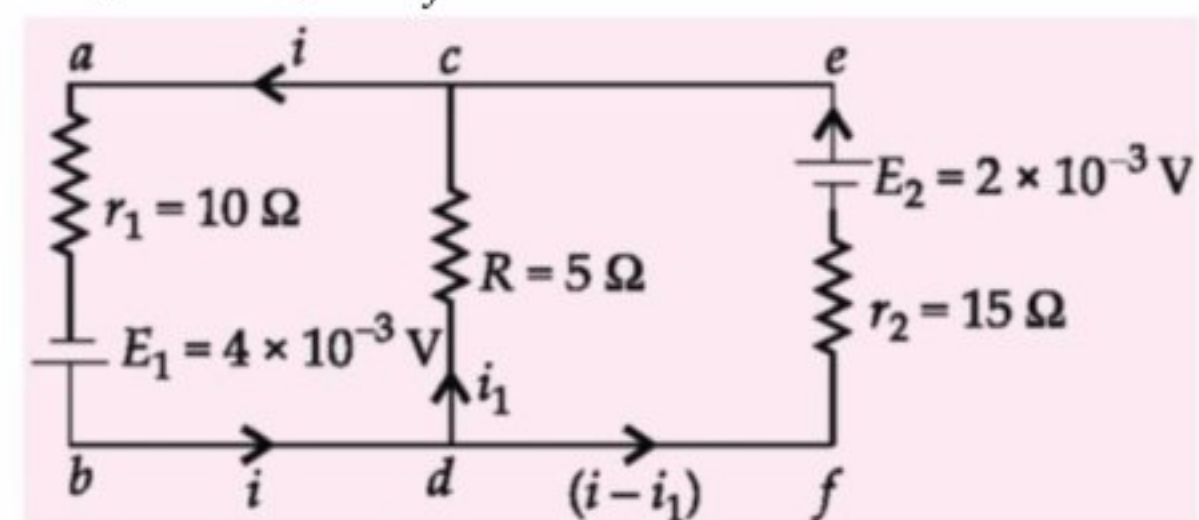 a i c e
E₂ = 2 × 10⁻³ V
r₁ = 10 Ω
R = 5 Ω
r₂ = 15 Ω
E₁ = 4 × 10⁻³ V
i₁
b i d (i – i₁) f